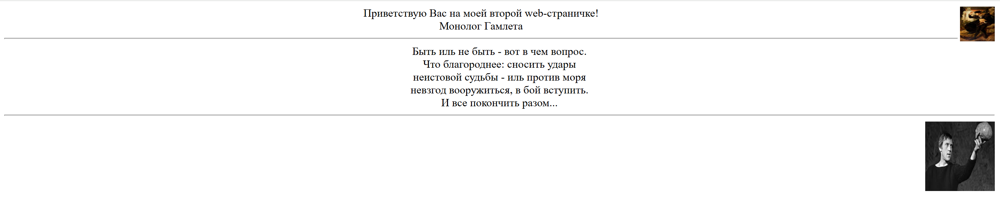 Приветствую Вас на моей второй web-страничке!
Монолог Гамлета
Быть иль не быть - вот в чем вопрос.
Что благороднее: сносить удары
неистовой судьбы - иль против моря
невзгод вооружиться, в бой вступить.
И все покончить разом...